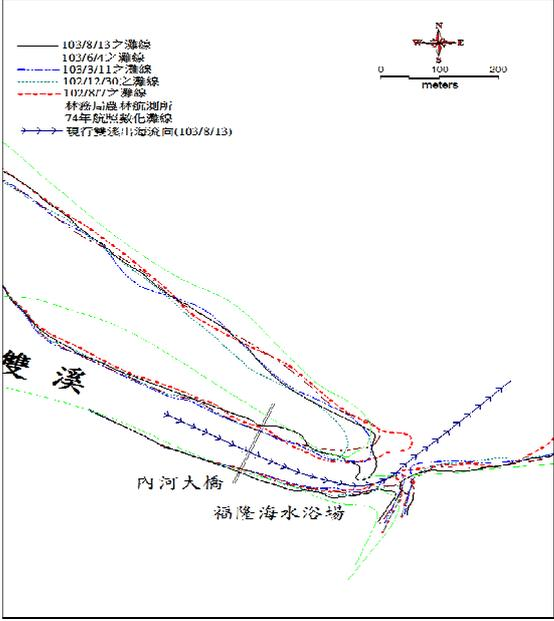 103/8/13之灘線
103/6/4之灘線
103/3/11之灘線
102/12/30之灘線
102/8/7之灘線
林務局農林航測所
74年航照數化灘線
現行雙溪出海流向(103/8/13)
N
W E
S
0 100 200
meters
雙溪
內河大橋
福隆海水浴場